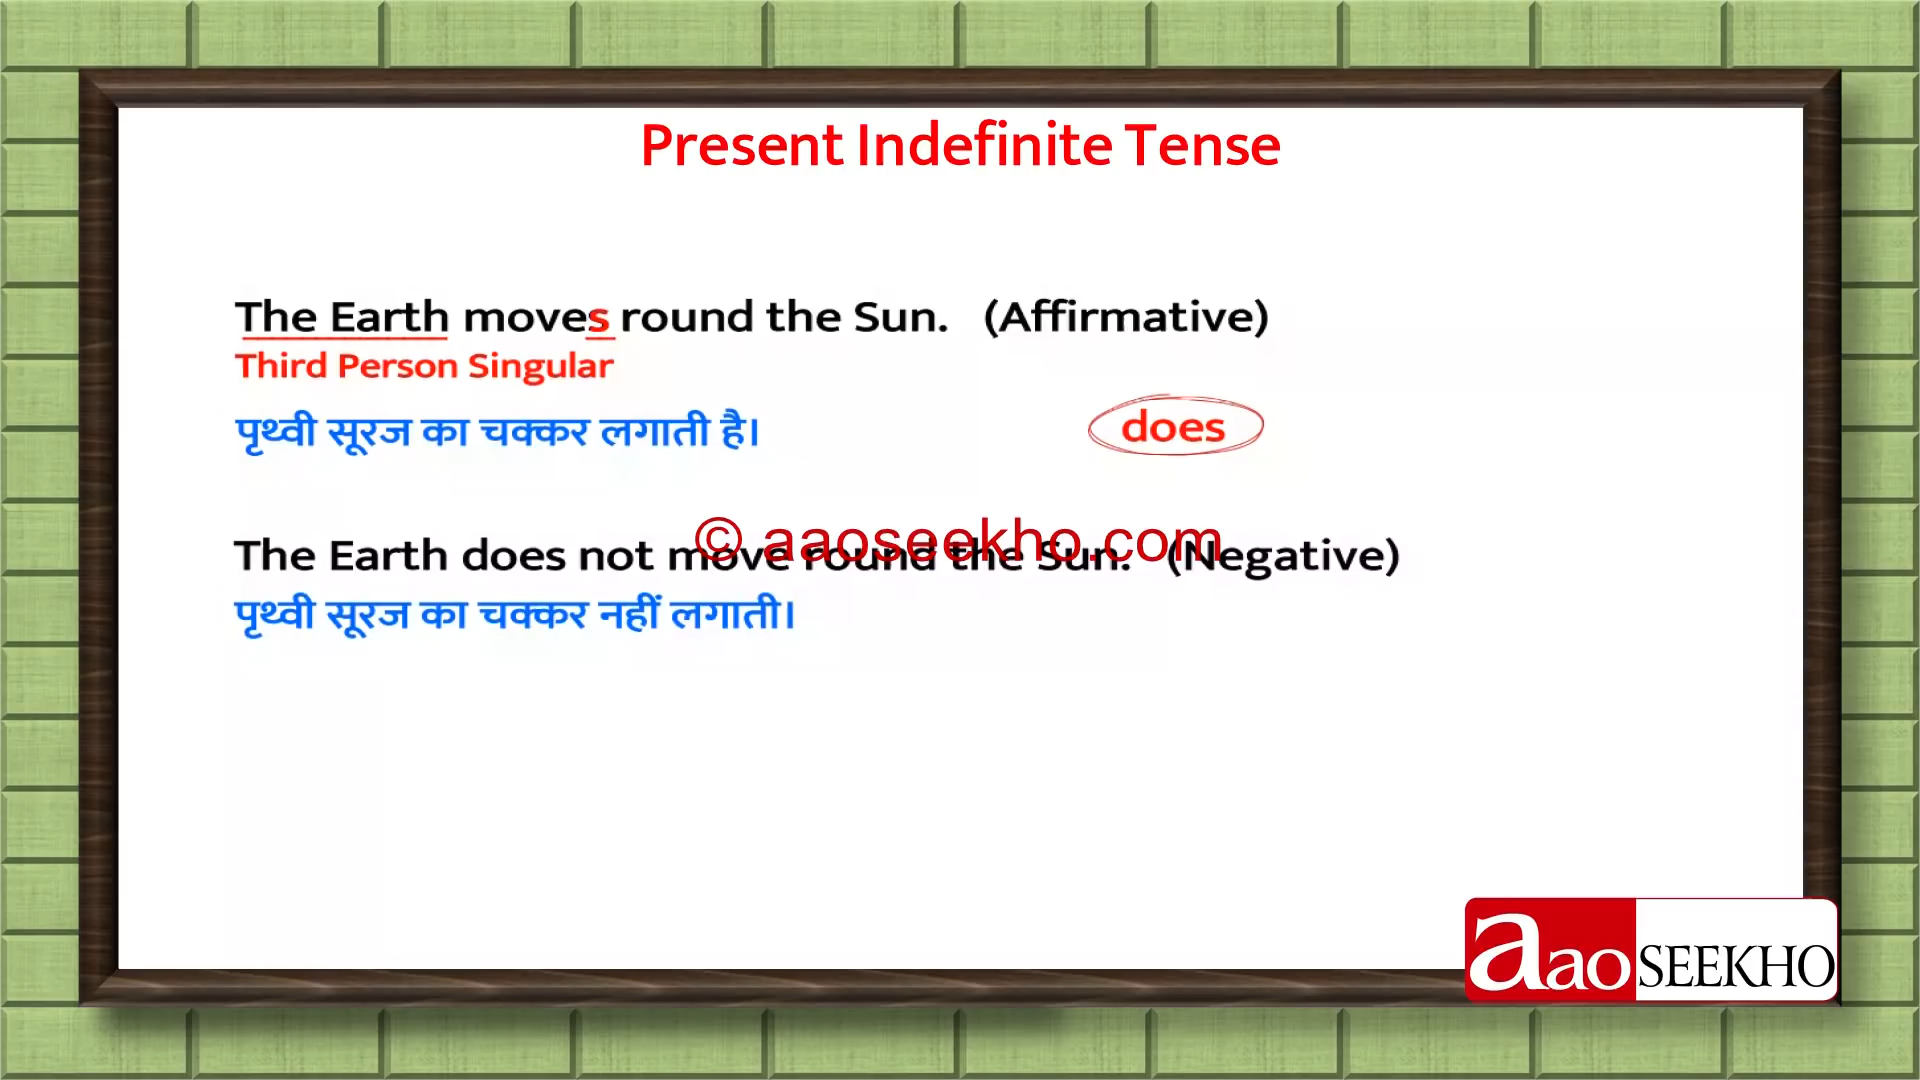 Present Indefinite Tense
The Earth moves round the Sun. (Affirmative)
Third Person Singular
पृथ्वी सूरज का चक्कर लगाती है।
does
© aaoseekho.com
The Earth does not move round the Sun. (Negative)
पृथ्वी सूरज का चक्कर नहीं लगाती।
aao SEEKHO